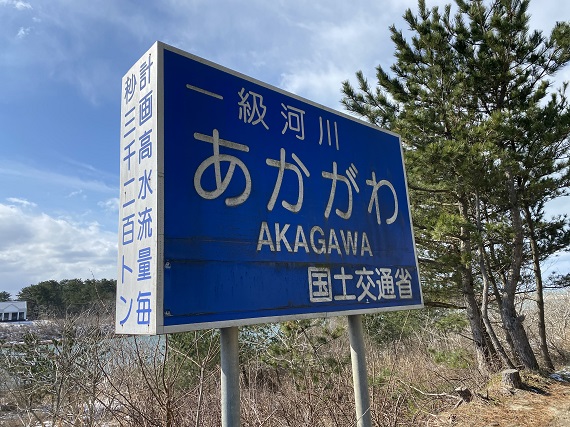 一級河川
あかがわ
AKAGAWA
国土交通省
計画高水流量毎
秒三千二百トン